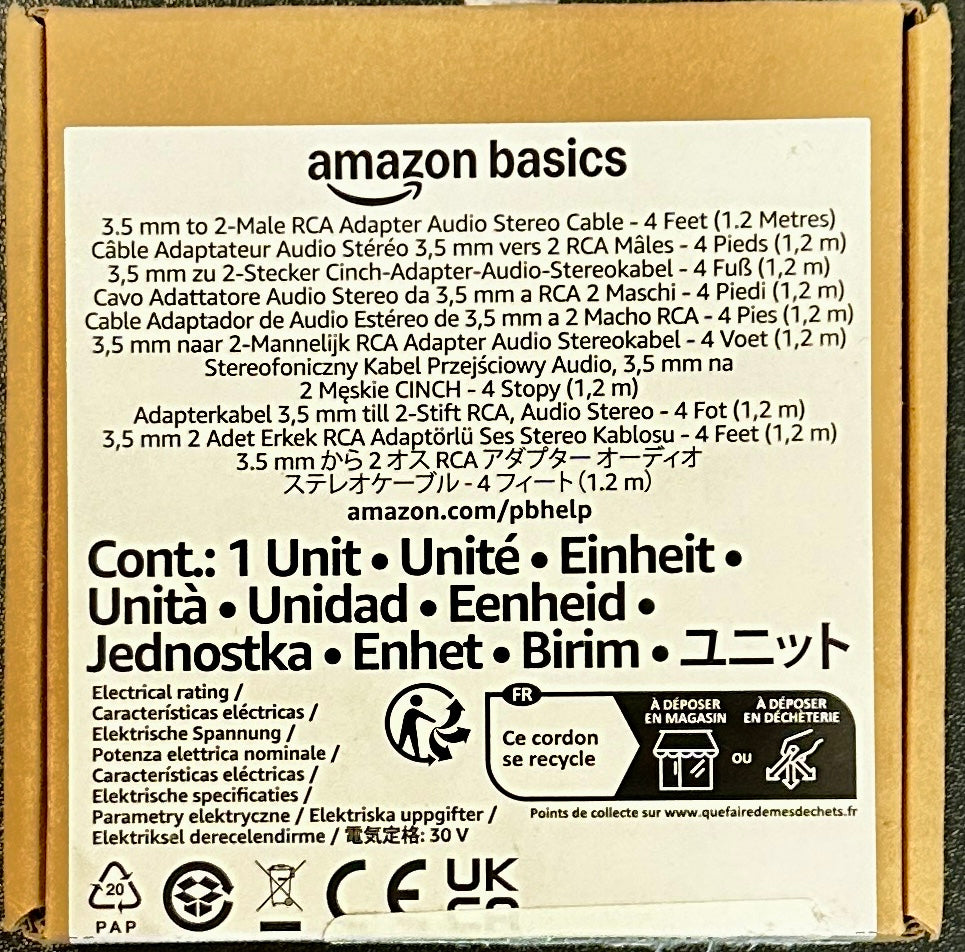 amazon basics
3.5 mm to 2-Male RCA Adapter Audio Stereo Cable - 4 Feet (1.2 Metres)
Câble Adaptateur Audio Stéréo 3,5 mm vers 2 RCA Mâles - 4 Pieds (1,2 m)
3,5 mm zu 2-Stecker Cinch-Adapter-Audio-Stereokabel - 4 Fuß (1,2 m)
Cavo Adattatore Audio Stereo da 3,5 mm a RCA 2 Maschi - 4 Piedi (1,2 m)
Cable Adaptador de Audio Estéreo de 3,5 mm a 2 Macho RCA - 4 Pies (1,2 m)
3,5 mm naar 2-Mannelijk RCA Adapter Audio Stereokabel - 4 Voet (1,2 m)
Stereofoniczny Kabel Przejściowy Audio, 3,5 mm na
2 Męskie CINCH - 4 Stopy (1,2 m)
Adapterkabel 3,5 mm till 2-Stift RCA, Audio Stereo - 4 Fot (1,2 m)
3,5 mm 2 Adet Erkek RCA Adaptörlü Ses Stereo Kablosu - 4 Feet (1,2 m)
3.5 mm から 2 オス RCA アダプター オーディオ
ステレオケーブル - 4 フィート (1.2 m)
amazon.com/pbhelp
Cont.: 1 Unit • Unité • Einheit •
Unità • Unidad • Eenheid •
Jednostka • Enhet • Birim • ユニット
Electrical rating /
Características eléctricas /
Elektrische Spannung /
Potenza elettrica nominale /
Características eléctricas /
Elektrische specificaties /
Parametry elektryczne / Elektriska uppgifter /
Elektriksel derecelendirme / 電気定格: 30 V
FR
Ce cordon
se recycle
À DÉPOSER
EN MAGASIN
OU
À DÉPOSER
EN DÉCHÈTERIE
Points de collecte sur www.quefairedemesdechets.fr
20
PAP
CE
UK